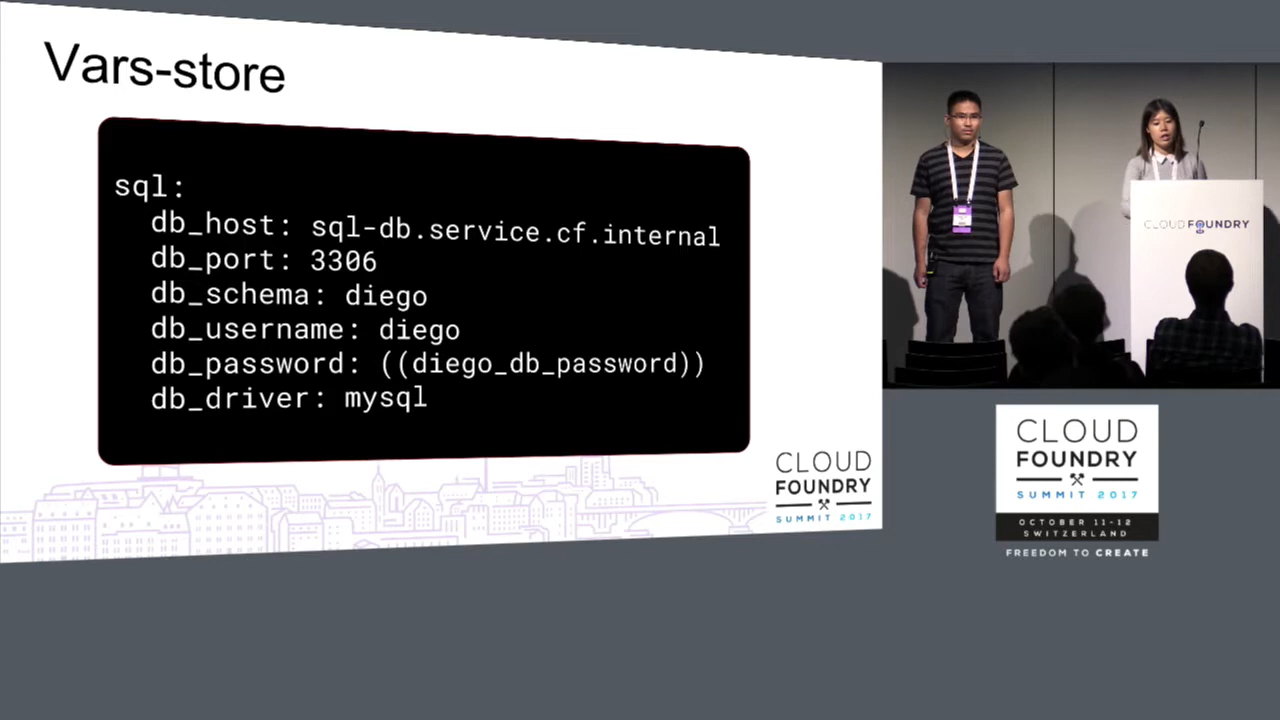 Vars-store
sql:
db_host: sql-db.service.cf.internal
db_port: 3306
db_schema: diego
db_username: diego
db_password: ((diego_db_password))
db_driver: mysql
CLOUD
FOUNDRY
SUMMIT 2017
CLOUDFOUNDRY
CLOUD
FOUNDRY
SUMMIT 2017
OCTOBER 11-12
SWITZERLAND
FREEDOM TO CREATE